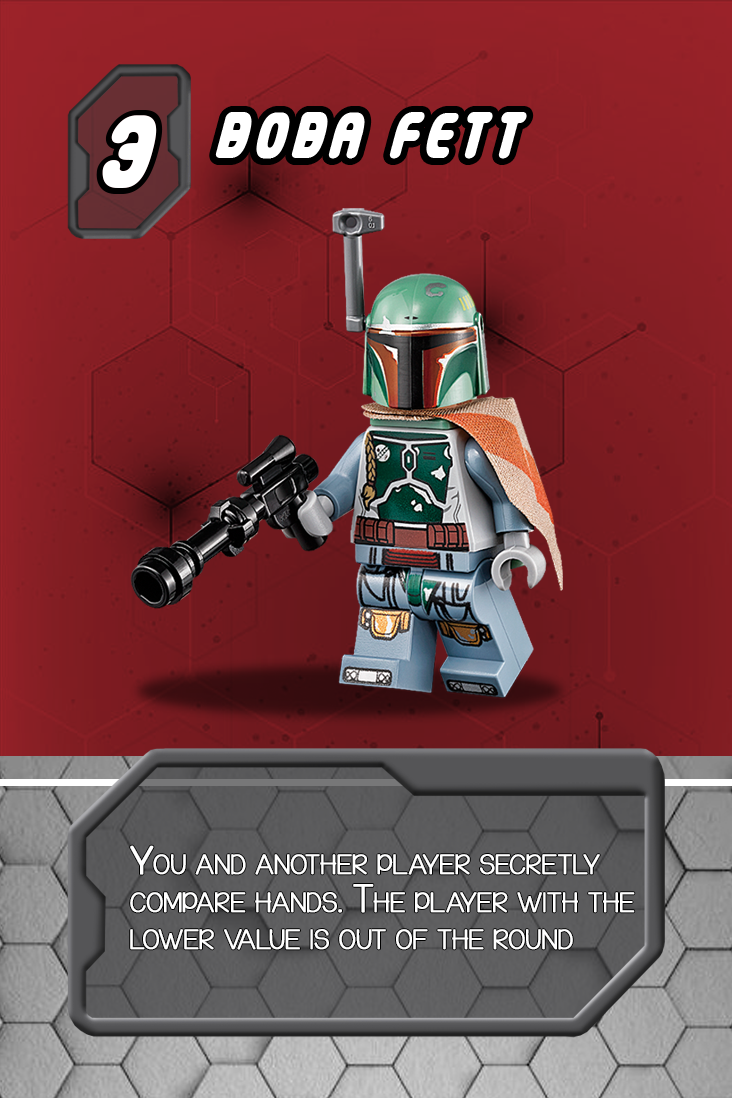 3 BOBA FETT
YOU AND ANOTHER PLAYER SECRETLY
COMPARE HANDS. THE PLAYER WITH THE
LOWER VALUE IS OUT OF THE ROUND